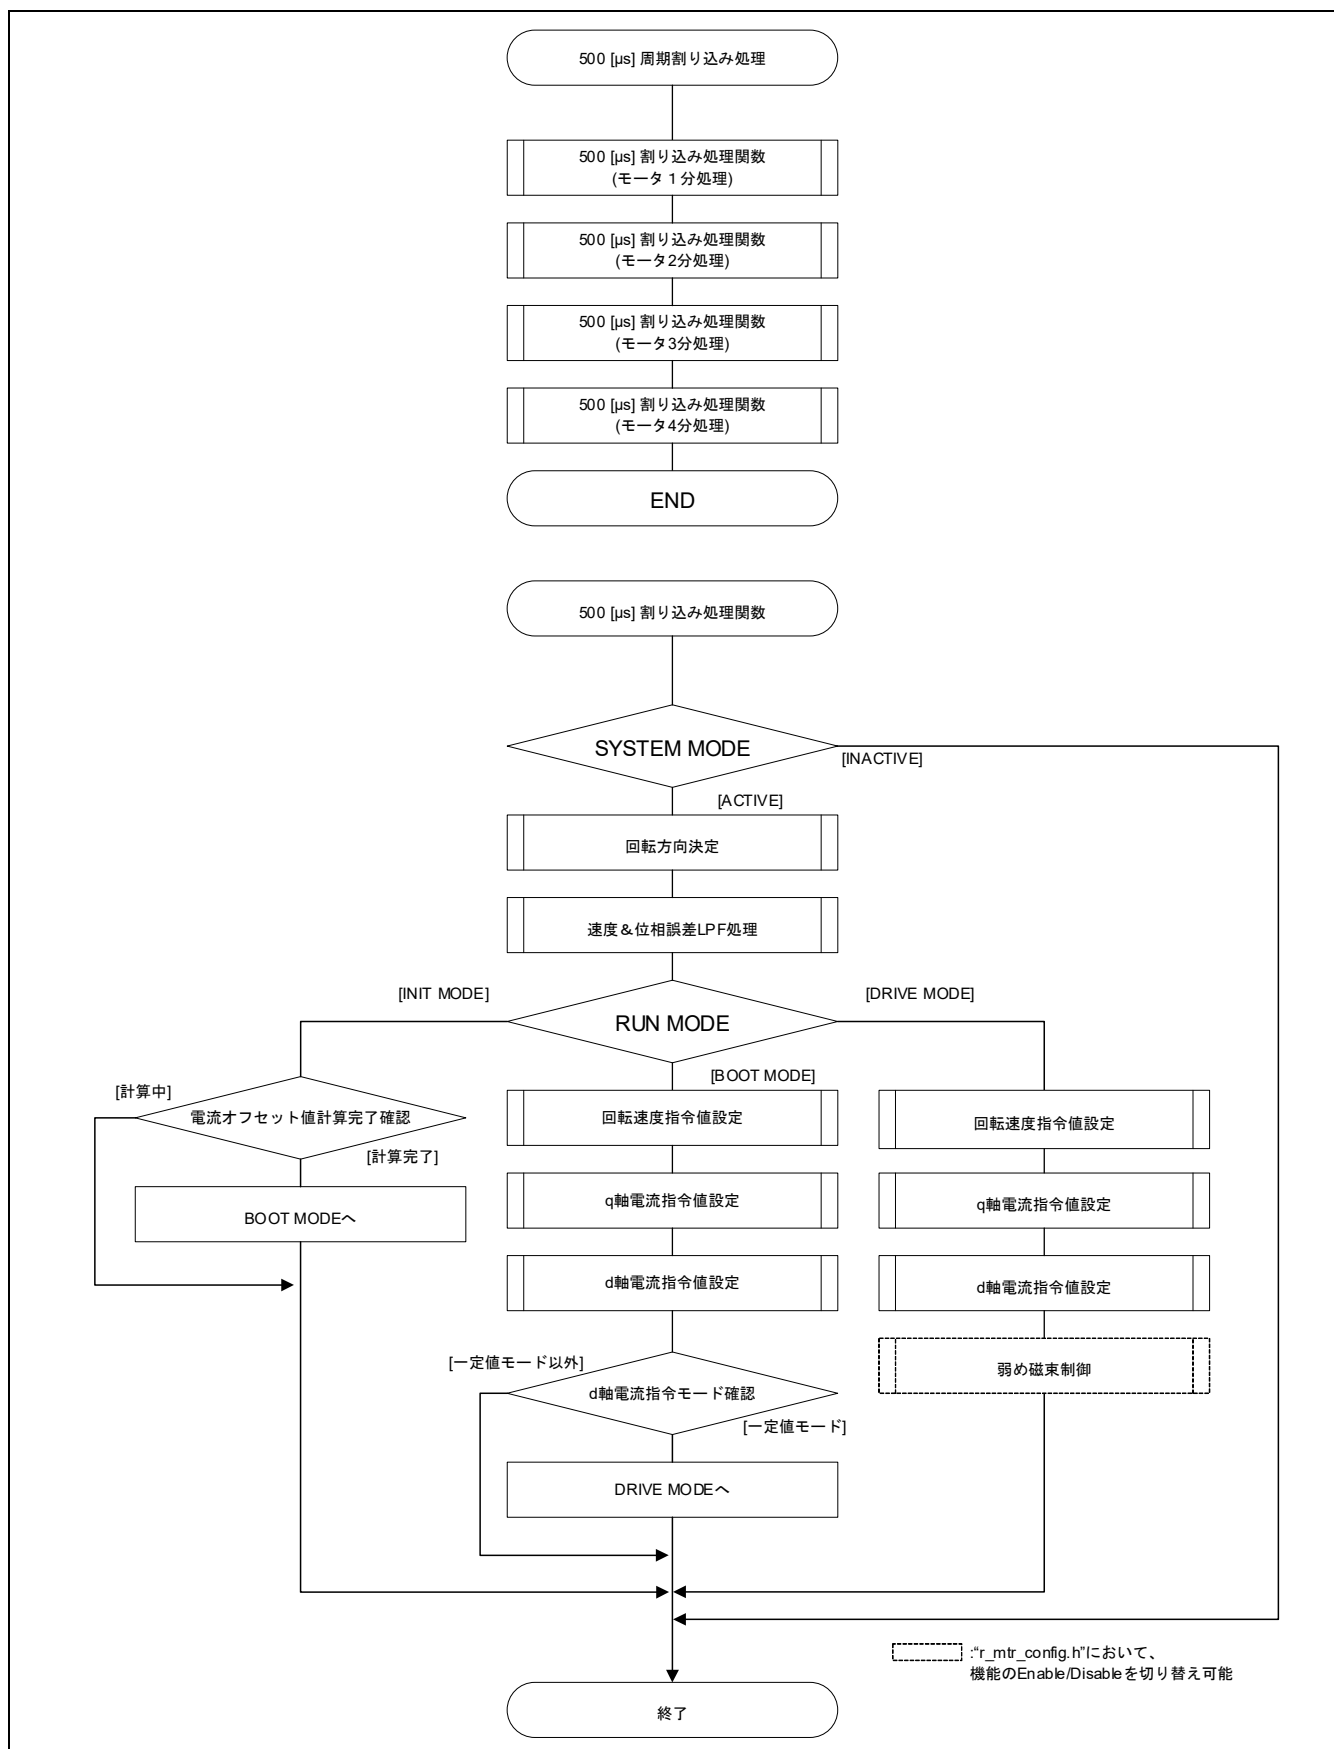 500 [µs] 周期割り込み処理
500 [µs] 割り込み処理関数
(モータ 1 分処理)
500 [µs] 割り込み処理関数
(モータ2分処理)
500 [µs] 割り込み処理関数
(モータ3分処理)
500 [µs] 割り込み処理関数
(モータ4分処理)
END
500 [µs] 割り込み処理関数
SYSTEM MODE
[INACTIVE]
[ACTIVE]
回転方向決定
速度&位相誤差LPF処理
[INIT MODE]
[DRIVE MODE]
RUN MODE
[BOOT MODE]
[計算中]
電流オフセット値計算完了確認
[計算完了]
BOOT MODEへ
回転速度指令値設定
q軸電流指令値設定
d軸電流指令値設定
[一定値モード以外]
d軸電流指令モード確認
[一定値モード]
DRIVE MODEへ
回転速度指令値設定
q軸電流指令値設定
d軸電流指令値設定
弱め磁束制御
:“r_mtr_config.h”において、
機能のEnable/Disableを切り替え可能
終了